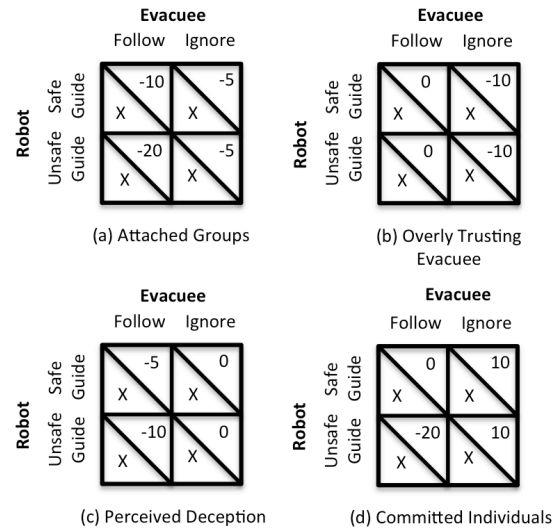 Evacuee
Follow Ignore
Robot
Safe Guide
Unsafe Guide
-10 -5
X X
-20 -5
X X
(a) Attached Groups
Evacuee
Follow Ignore
Robot
Safe Guide
Unsafe Guide
0 -10
X X
0 -10
X X
(b) Overly Trusting
Evacuee
Evacuee
Follow Ignore
Robot
Safe Guide
Unsafe Guide
-5 0
X X
-10 0
X X
(c) Perceived Deception
Evacuee
Follow Ignore
Robot
Safe Guide
Unsafe Guide
0 10
X X
-20 10
X X
(d) Committed Individuals